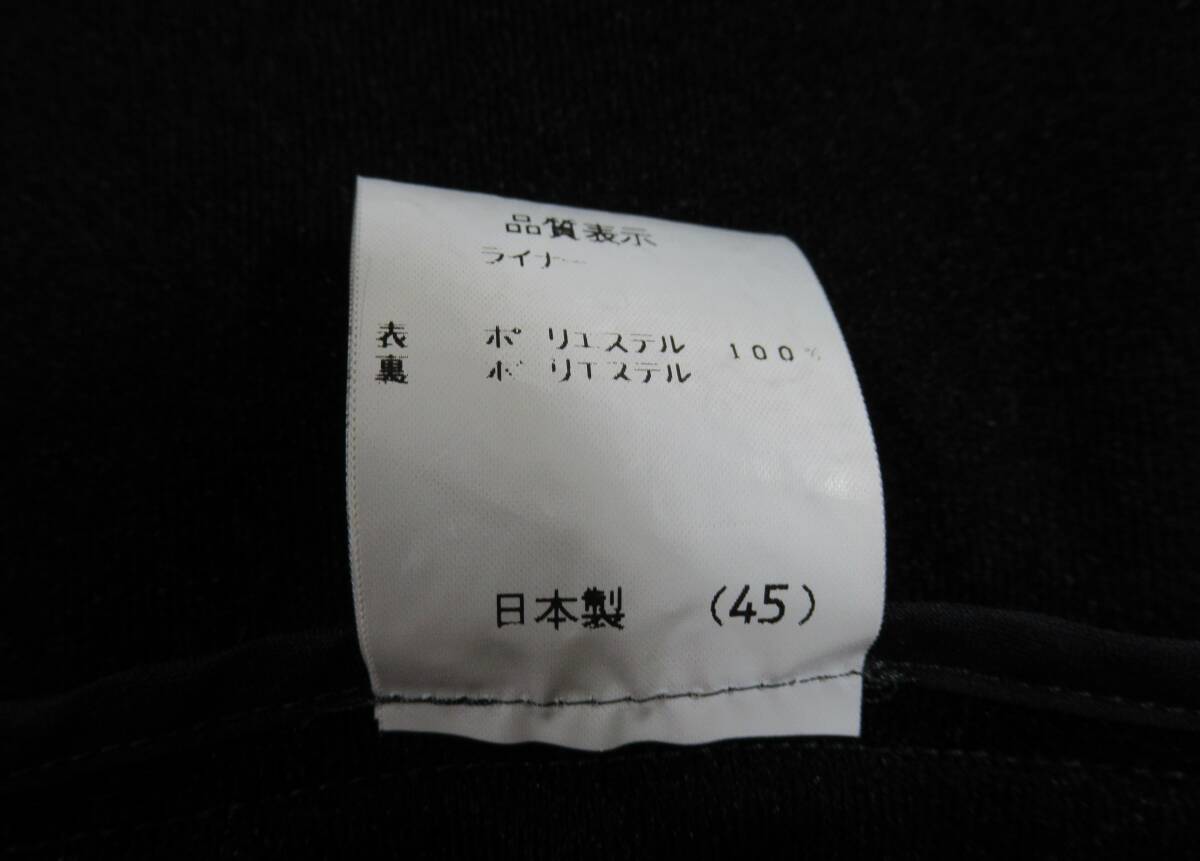 品質表示
ライナー
表 ポリエステル 100%
裏 ポリエステル
日本製 (45)